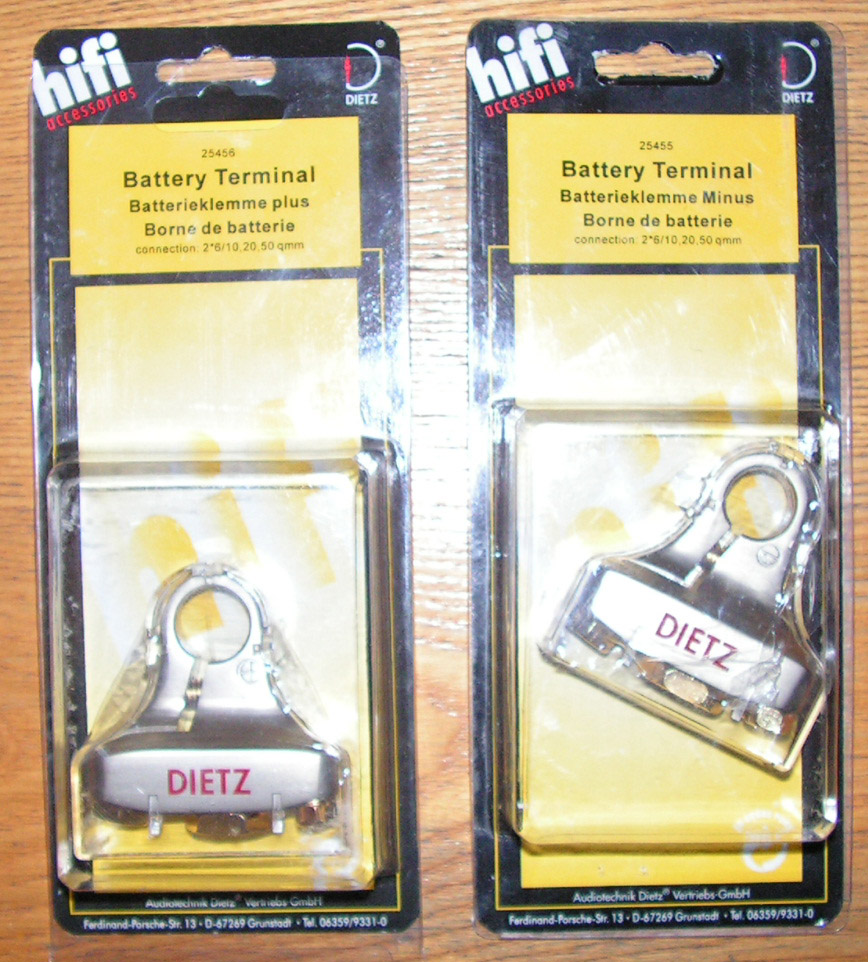 hifi
accessories
DIETZ
25456
Battery Terminal
Batterieklemme plus
Borne de batterie
connection: 2*6/10,20,50 qmm
DIETZ
Audiotechnik Dietz® Vertriebs-GmbH
Ferdinand-Porsche-Str. 13 • D-67269 Grunstadt • Tel. 06359/9331-0
hifi
accessories
DIETZ
25455
Battery Terminal
Batterieklemme Minus
Borne de batterie
connection: 2*6/10,20,50 qmm
DIETZ
Audiotechnik Dietz® Vertriebs-GmbH
Ferdinand-Porsche-Str. 13 • D-67269 Grunstadt • Tel. 06359/9331-0